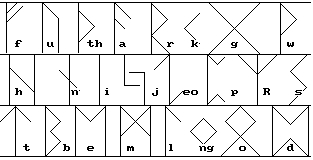 f u th a r k g w
h n i j eo p R s
t b e m l ng o d